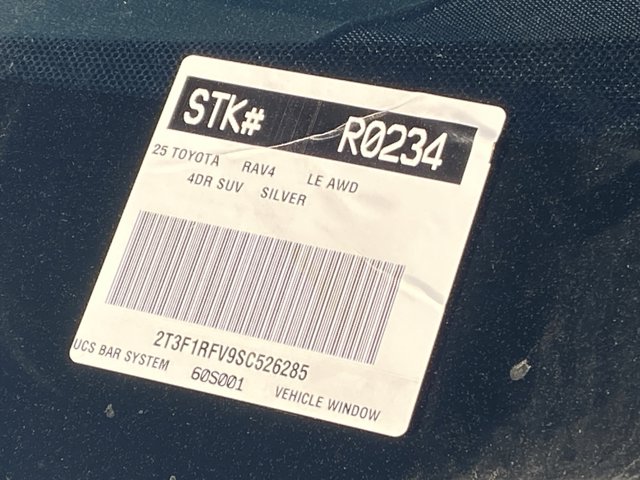 STK# R0234
25 TOYOTA RAV4 LE AWD
4DR SUV SILVER
2T3F1RFV9SC526285
UCS BAR SYSTEM 60S001 VEHICLE WINDOW